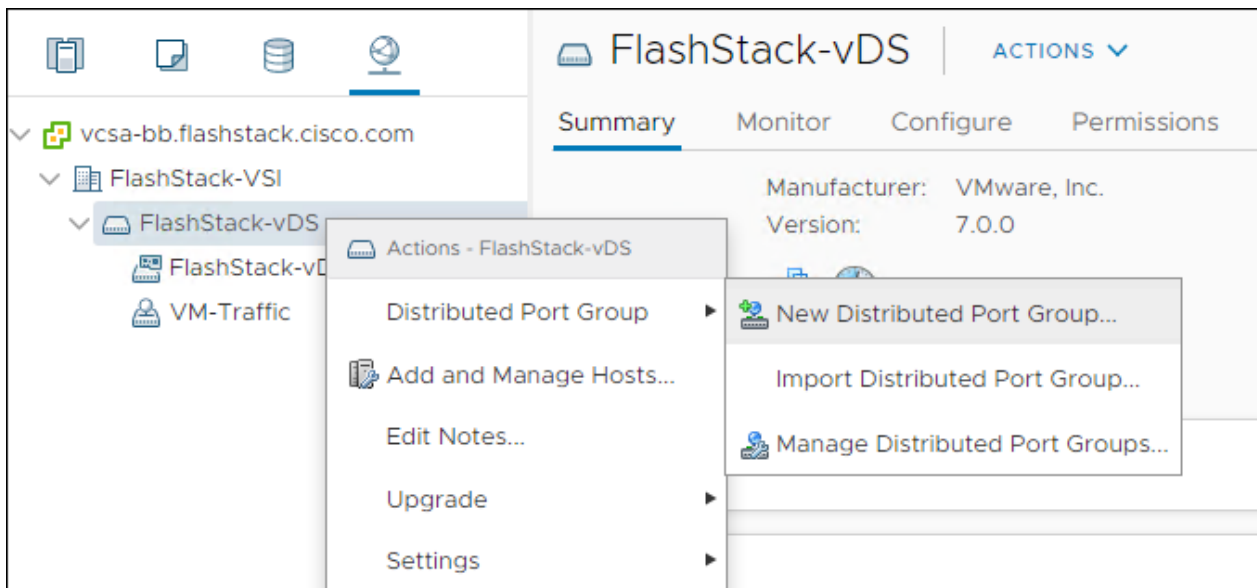 FlashStack-vDS
ACTIONS
vcsa-bb.flashstack.cisco.com
FlashStack-VSI
FlashStack-vDS
FlashStack-vD
VM-Traffic
Summary Monitor Configure Permissions
Manufacturer: VMware, Inc.
Version: 7.0.0
Actions - FlashStack-vDS
Distributed Port Group
Add and Manage Hosts...
Edit Notes...
Upgrade
Settings
New Distributed Port Group...
Import Distributed Port Group...
Manage Distributed Port Groups...